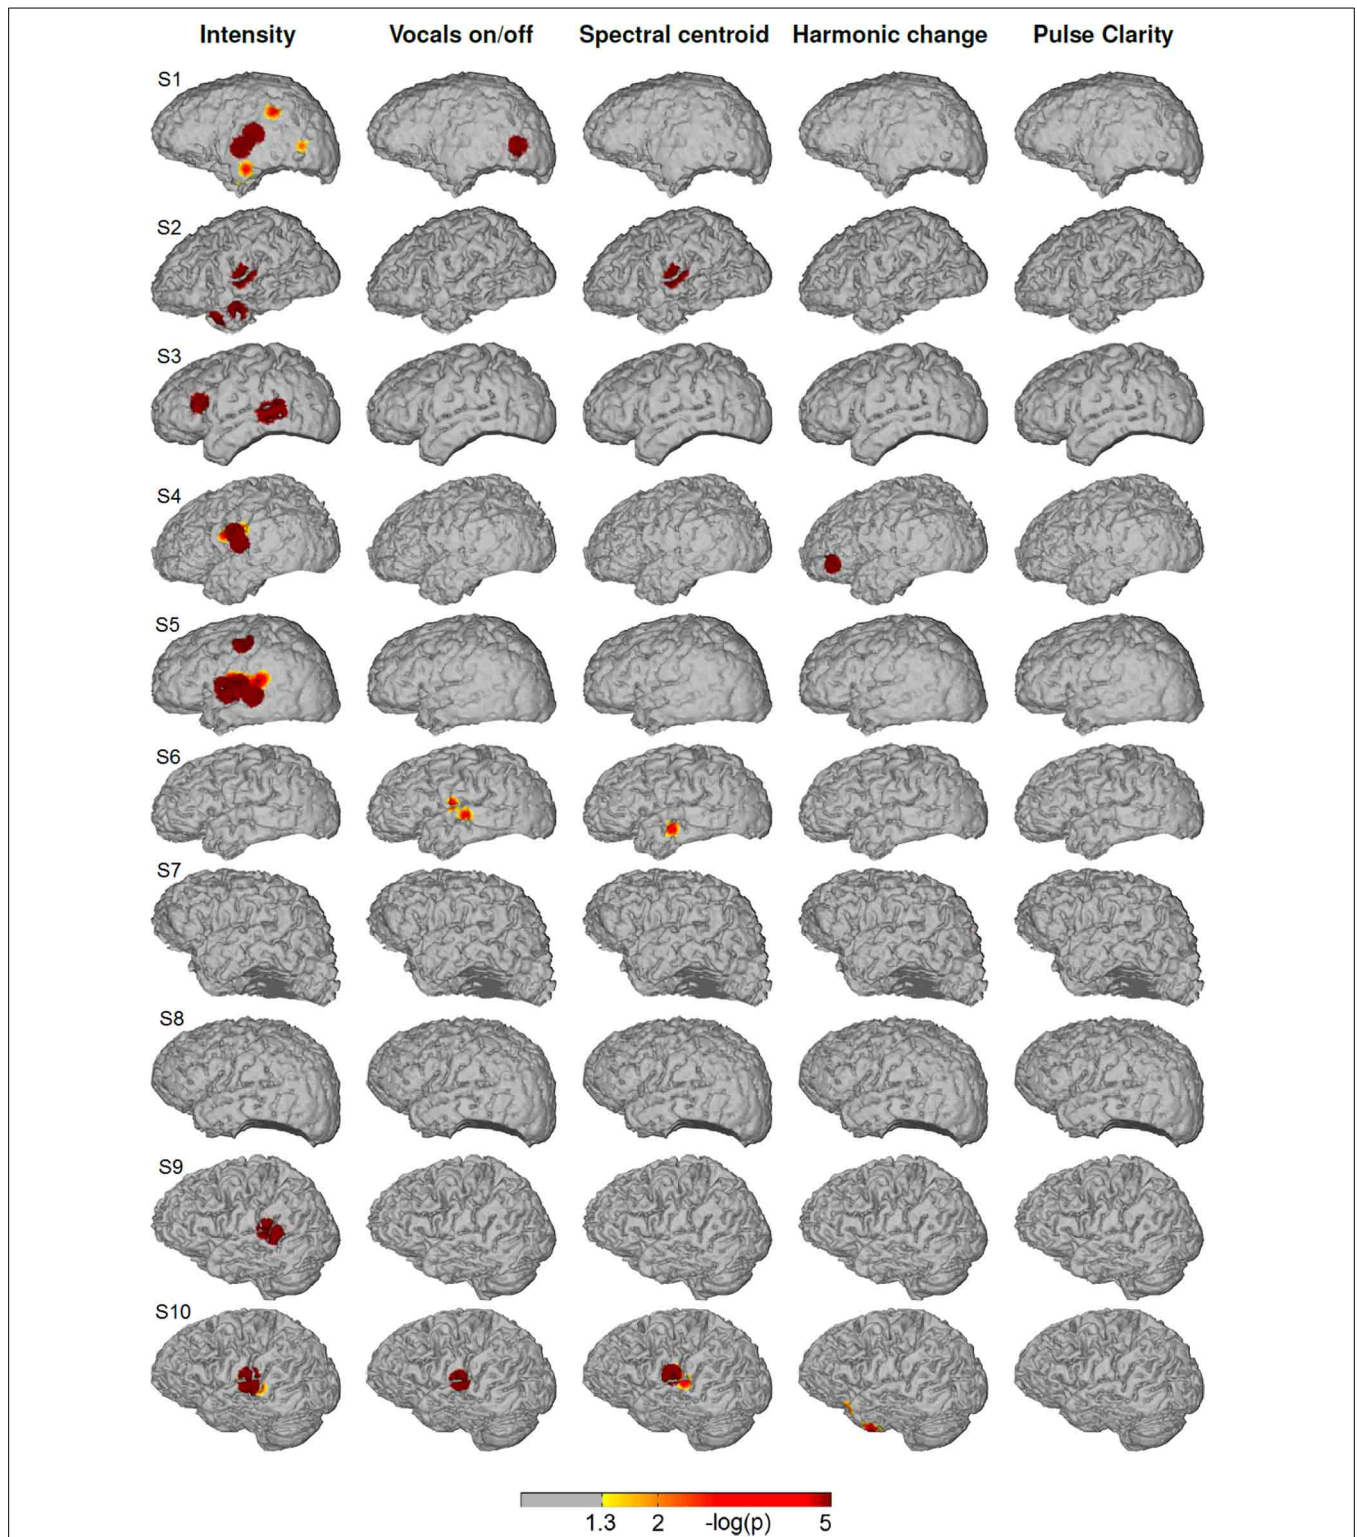 Intensity Vocals on/off Spectral centroid Harmonic change Pulse Clarity
S1
S2
S3
S4
S5
S6
S7
S8
S9
S10
1.3 2 -log(p) 5